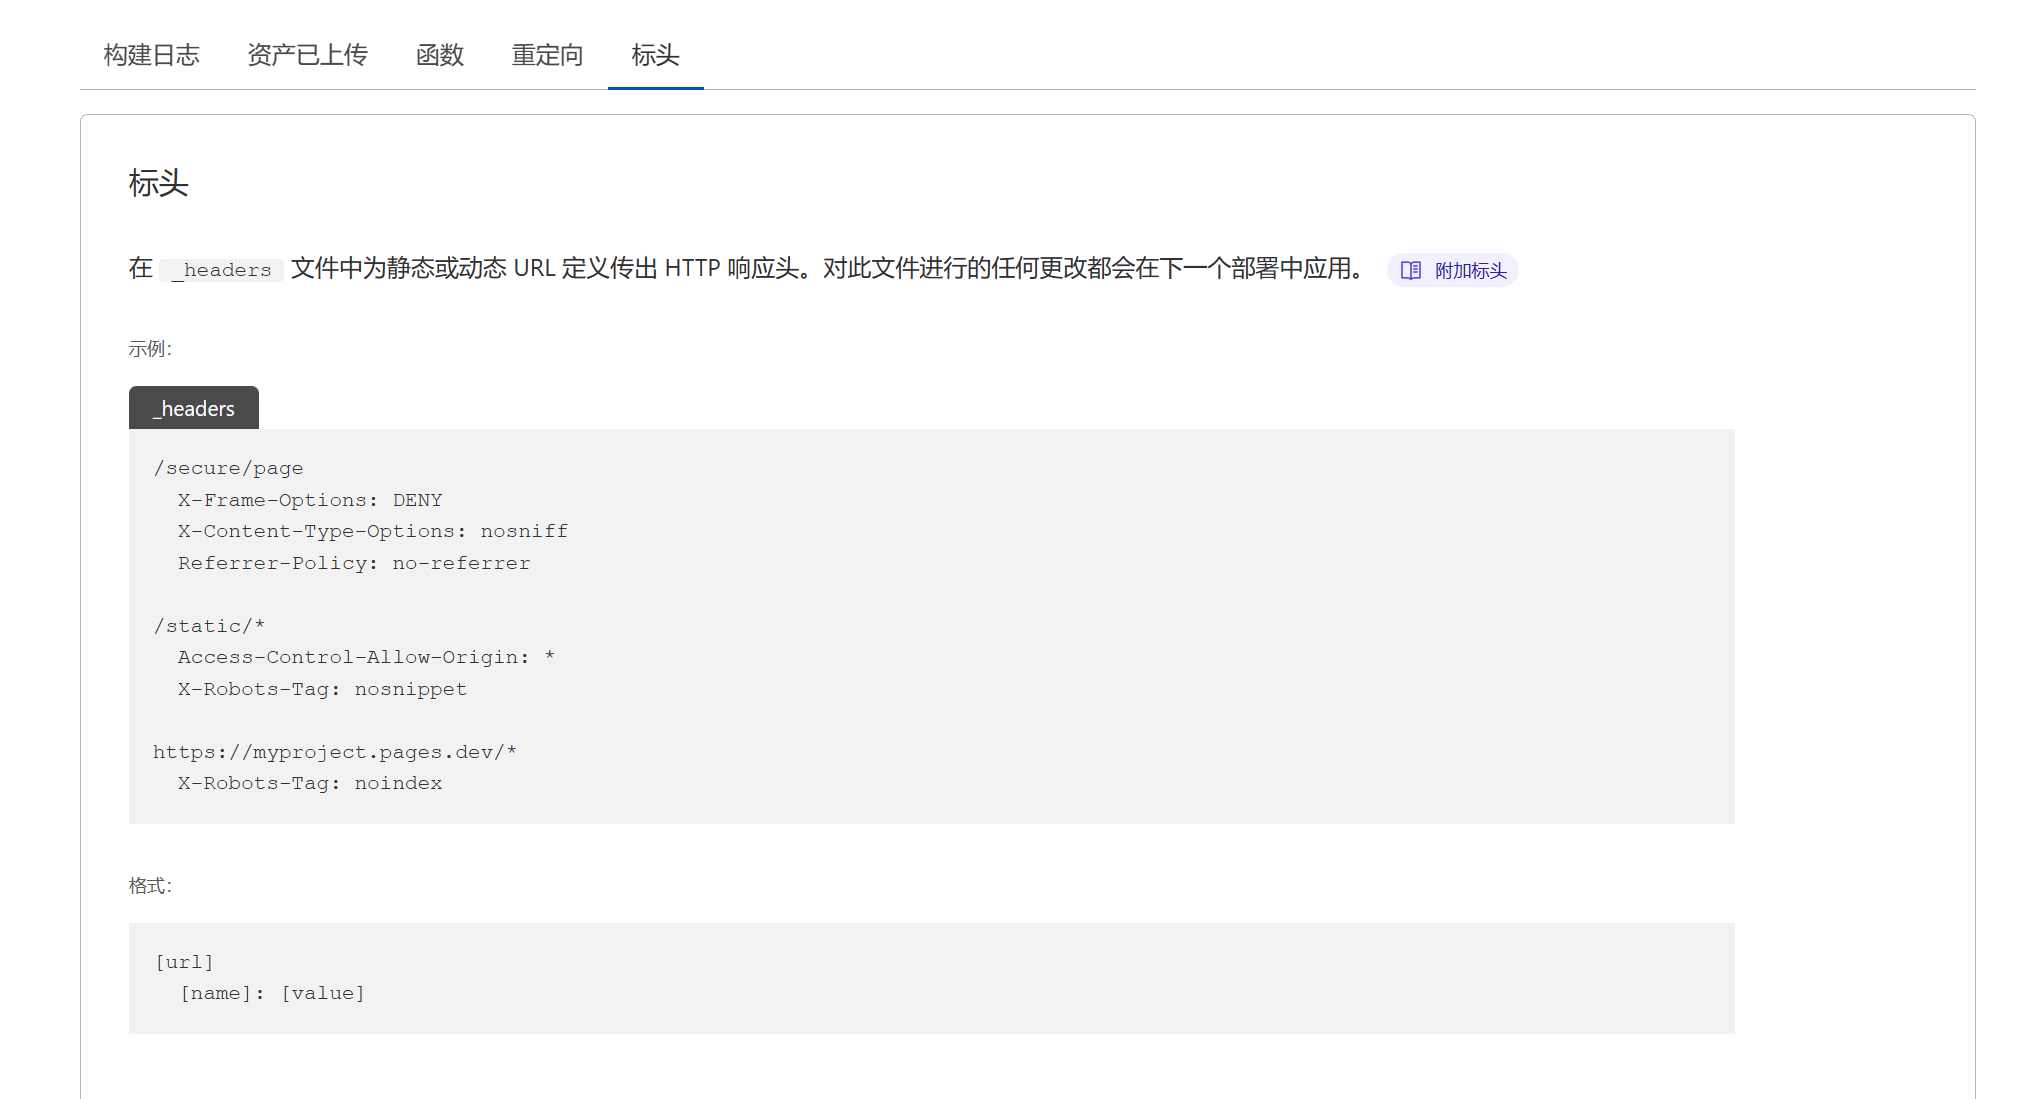 构建日志 资产已上传 函数 重定向 标头
标头
在 _headers 文件中为静态或动态 URL 定义传出 HTTP 响应头。对此文件进行的任何更改都会在下一个部署中应用。 附加标头
示例：
_headers
/secure/page
  X-Frame-Options: DENY
  X-Content-Type-Options: nosniff
  Referrer-Policy: no-referrer
/static/*
  Access-Control-Allow-Origin: *
  X-Robots-Tag: nosnippet
https://myproject.pages.dev/*
  X-Robots-Tag: noindex
格式：
[url]
  [name]: [value]